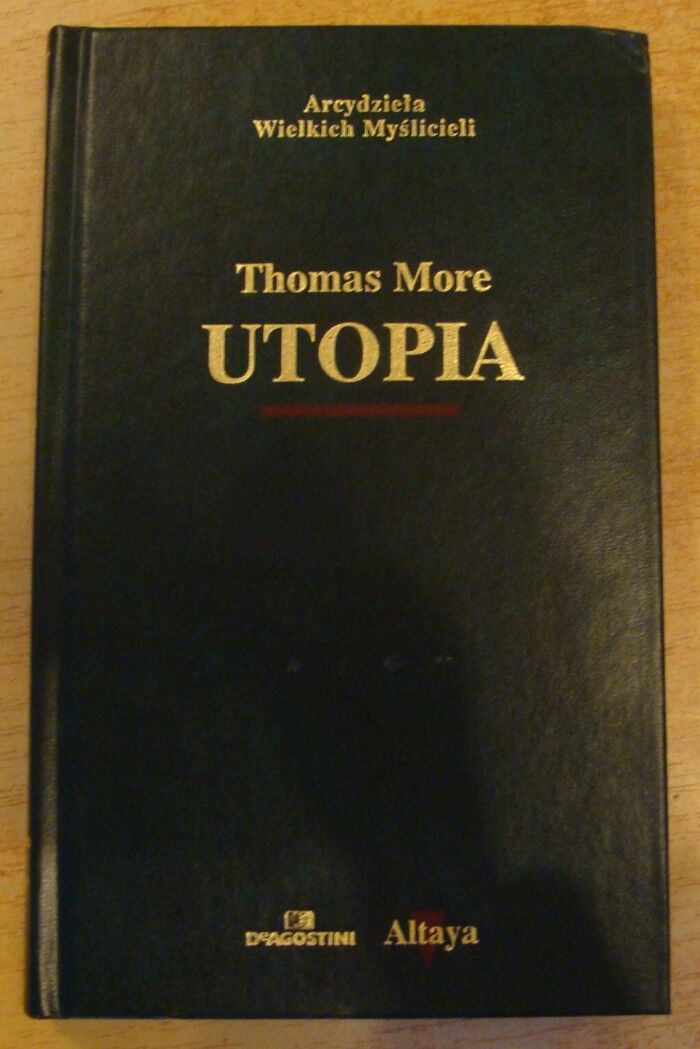 Arcydzieła
Wielkich Myślicieli
Thomas More
UTOPIA
DeAGOSTINI
Altaya